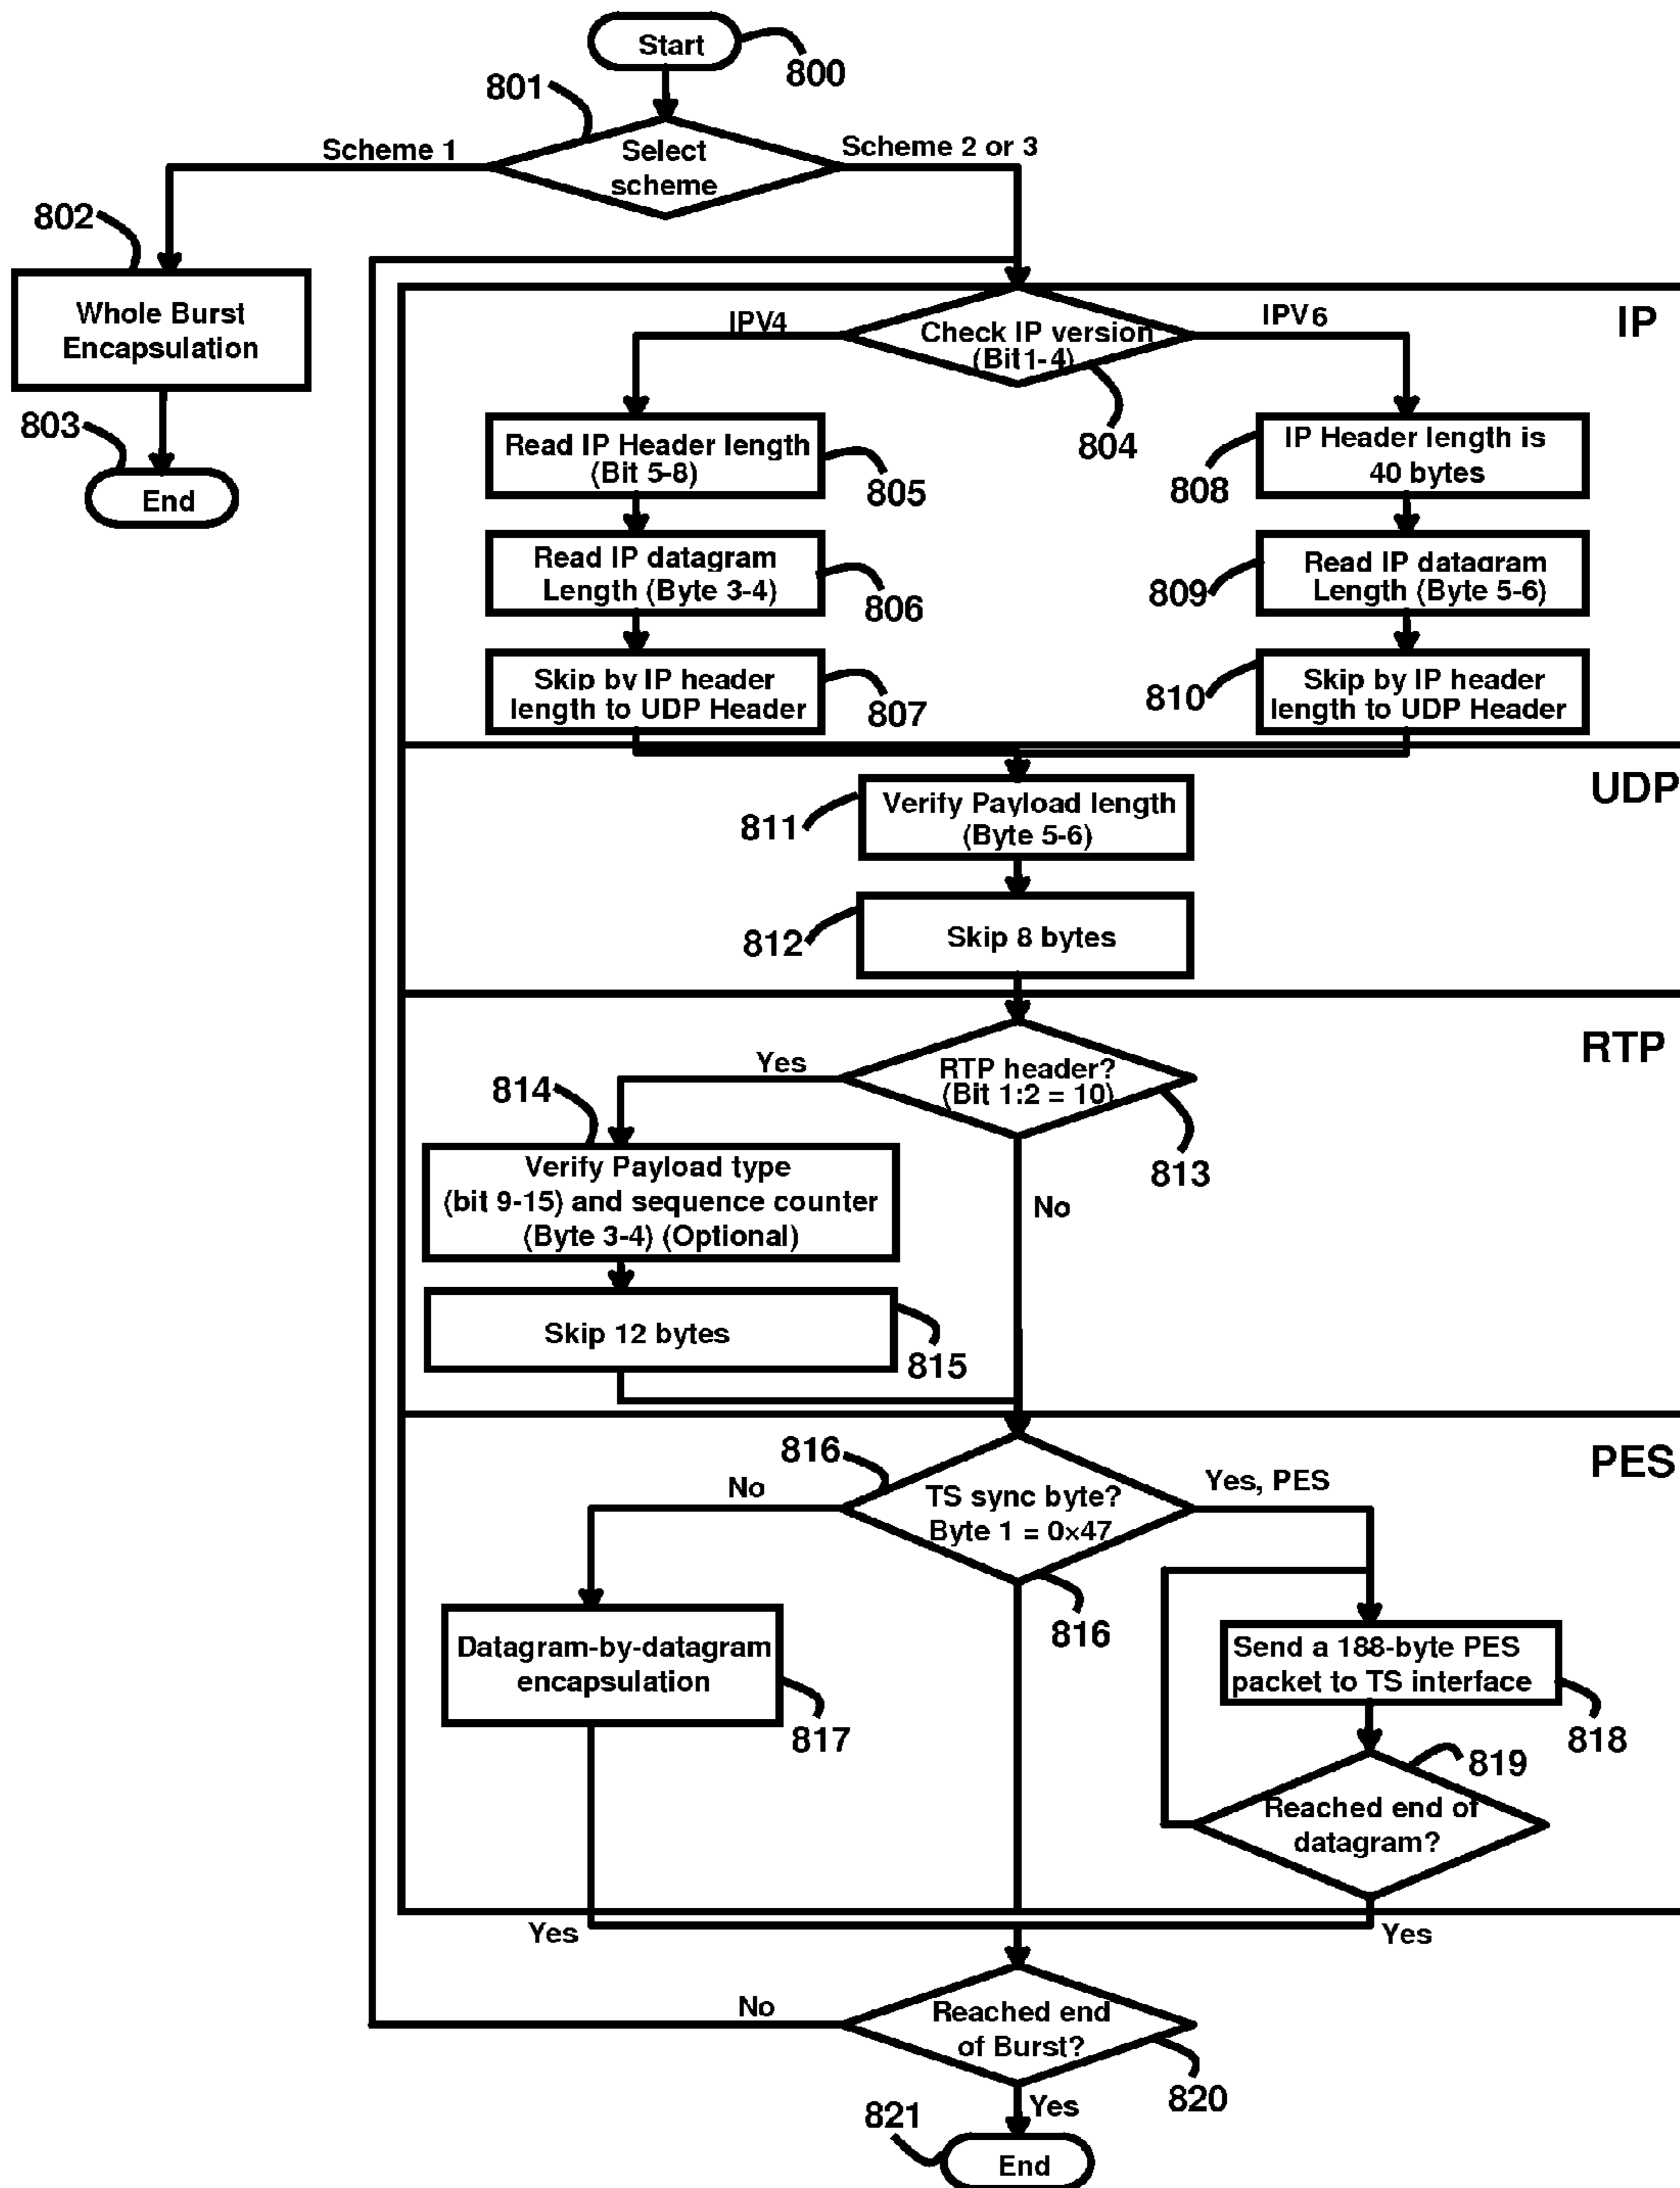 Start
800
801
Scheme 1
Select
scheme
Scheme 2 or 3
802
Whole Burst
Encapsulation
803
End
IP
IPV4
Check IP version
(Bit1-4)
IPV6
804
Read IP Header length
(Bit 5-8)
805
IP Header length is
40 bytes
808
Read IP datagram
Length (Byte 3-4)
806
Read IP datagram
Length (Byte 5-6)
809
Skip by IP header
length to UDP Header
807
Skip by IP header
length to UDP Header
810
UDP
Verify Payload length
(Byte 5-6)
811
Skip 8 bytes
812
RTP
Yes
RTP header?
(Bit 1:2 = 10)
813
No
814
Verify Payload type
(bit 9-15) and sequence counter
(Byte 3-4) (Optional)
Skip 12 bytes
815
PES
816
No
TS sync byte?
Byte 1 = 0×47
Yes, PES
816
Datagram-by-datagram
encapsulation
817
Send a 188-byte PES
packet to TS interface
818
819
Reached end of
datagram?
Yes
Yes
No
Reached end
of Burst?
820
Yes
821
End